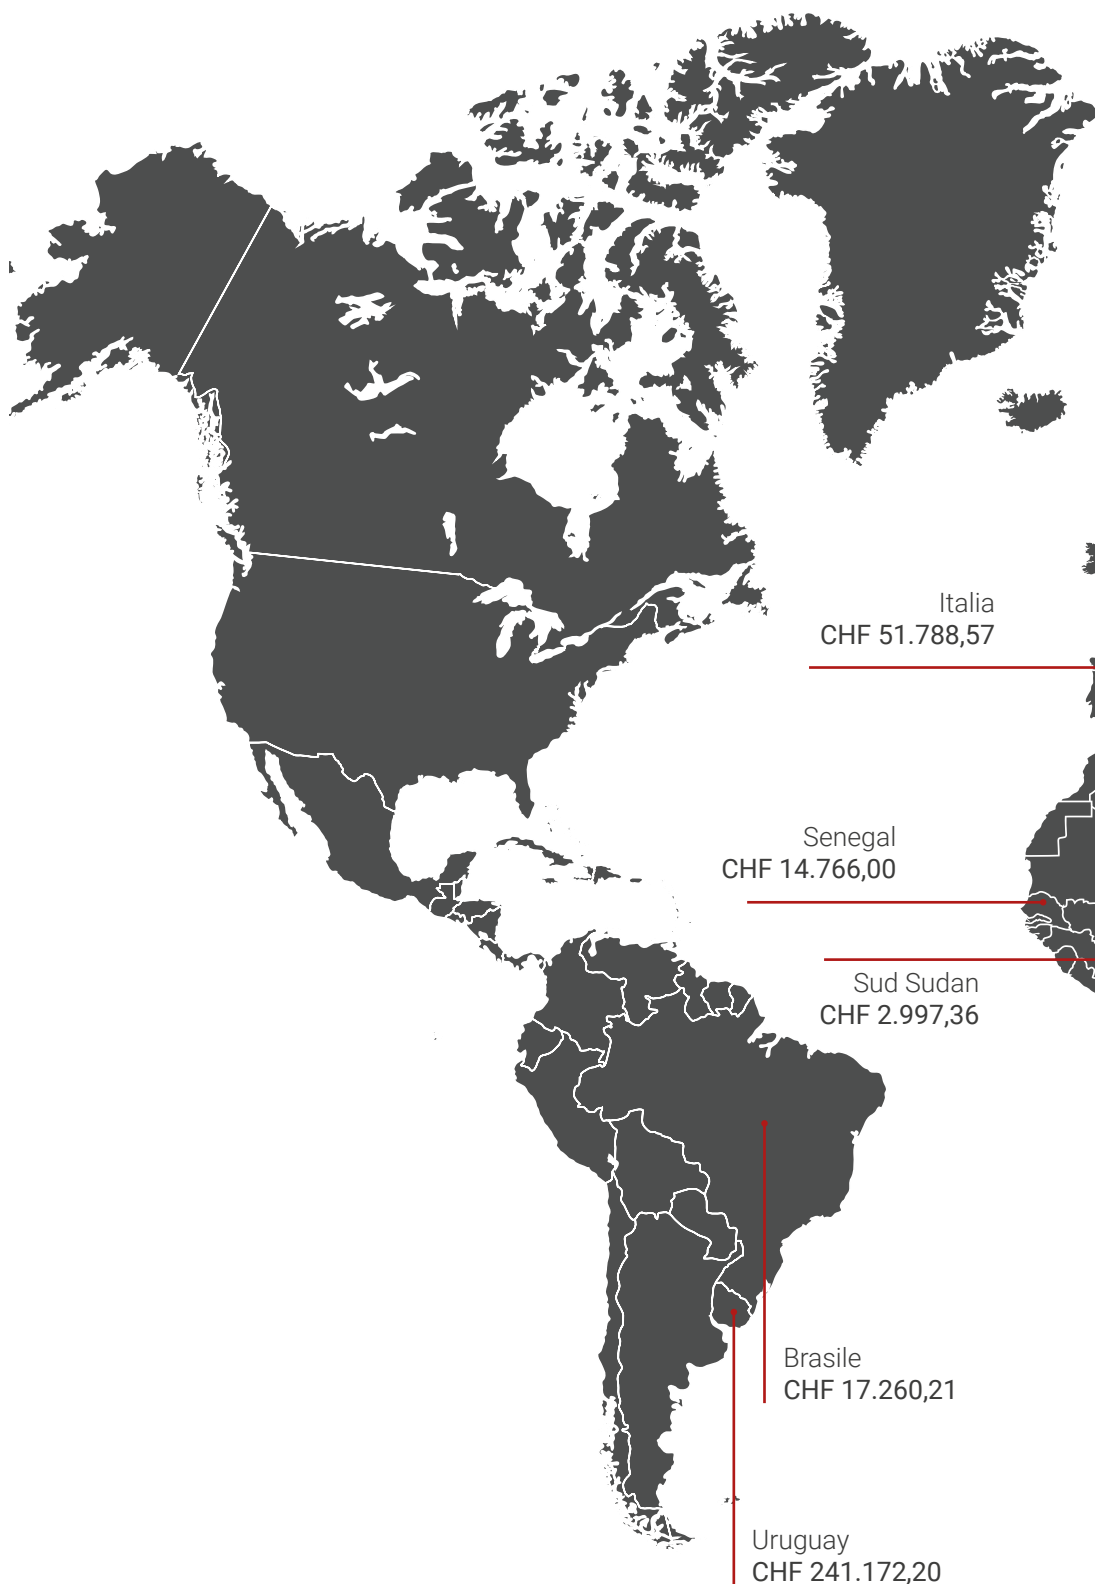 Italia
CHF 51.788,57
Senegal
CHF 14.766,00
Sud Sudan
CHF 2.997,36
Brasile
CHF 17.260,21
Uruguay
CHF 241.172,20